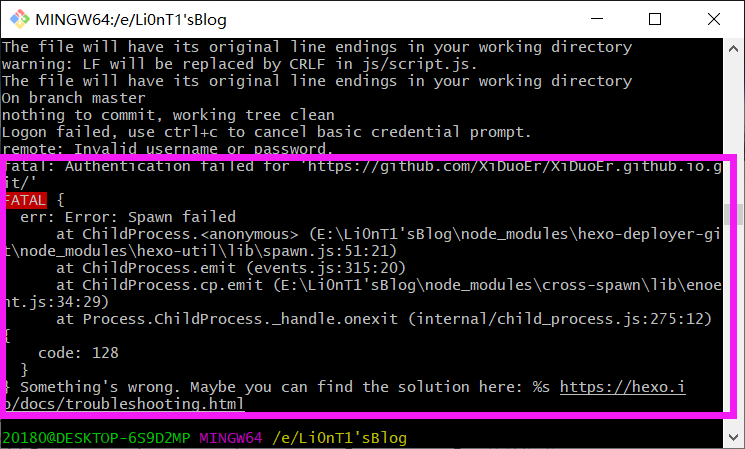 MINGW64:/e/Li0nT1'sBlog
The file will have its original line endings in your working directory
warning: LF will be replaced by CRLF in js/script.js.
The file will have its original line endings in your working directory
On branch master
nothing to commit, working tree clean
Logon failed, use ctrl+c to cancel basic credential prompt.
remote: Invalid username or password.
fatal: Authentication failed for 'https://github.com/XiDuoEr/XiDuoEr.github.io.g
it/'
FATAL {
  err: Error: Spawn failed
      at ChildProcess.<anonymous> (E:\Li0nT1'sBlog\node_modules\hexo-deployer-gi
t\node_modules\hexo-util\lib\spawn.js:51:21)
      at ChildProcess.emit (events.js:315:20)
      at ChildProcess.cp.emit (E:\Li0nT1'sBlog\node_modules\cross-spawn\lib\enoe
nt.js:34:29)
      at Process.ChildProcess._handle.onexit (internal/child_process.js:275:12)
{
    code: 128
  }
} Something's wrong. Maybe you can find the solution here: %s https://hexo.i
o/docs/troubleshooting.html
20180@DESKTOP-6S9D2MP MINGW64 /e/Li0nT1'sBlog